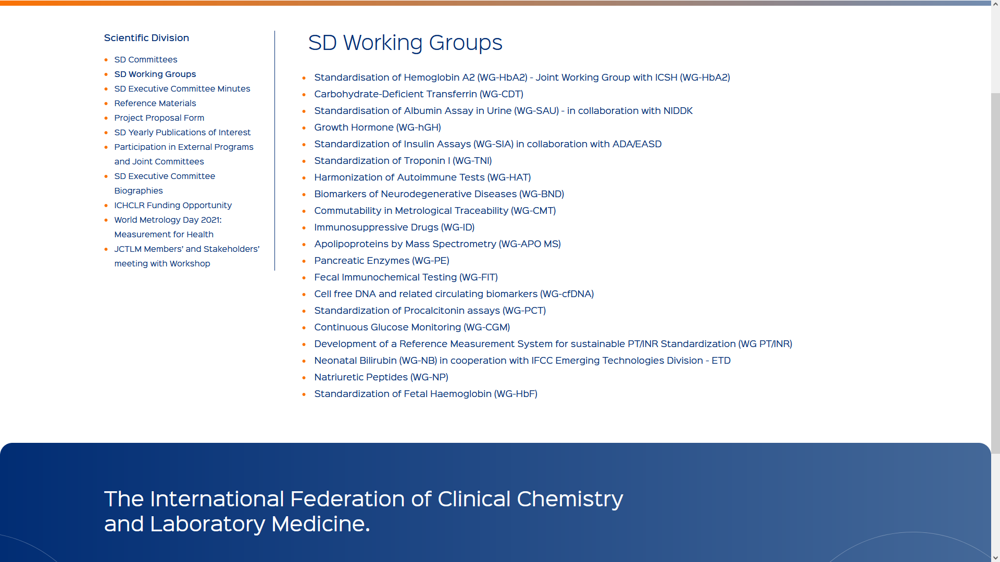 Scientific Division
SD Committees
SD Working Groups
SD Executive Committee Minutes
Reference Materials
Project Proposal Form
SD Yearly Publications of Interest
Participation in External Programs
and Joint Committees
SD Executive Committee
Biographies
ICHCLR Funding Opportunity
World Metrology Day 2021:
Measurement for Health
JCTLM Members’ and Stakeholders’
meeting with Workshop
SD Working Groups
Standardisation of Hemoglobin A2 (WG-HbA2) - Joint Working Group with ICSH (WG-HbA2)
Carbohydrate-Deficient Transferrin (WG-CDT)
Standardisation of Albumin Assay in Urine (WG-SAU) - in collaboration with NIDDK
Growth Hormone (WG-hGH)
Standardization of Insulin Assays (WG-SIA) in collaboration with ADA/EASD
Standardization of Troponin I (WG-TNI)
Harmonization of Autoimmune Tests (WG-HAT)
Biomarkers of Neurodegenerative Diseases (WG-BND)
Commutability in Metrological Traceability (WG-CMT)
Immunosuppressive Drugs (WG-ID)
Apolipoproteins by Mass Spectrometry (WG-APO MS)
Pancreatic Enzymes (WG-PE)
Fecal Immunochemical Testing (WG-FIT)
Cell free DNA and related circulating biomarkers (WG-cfDNA)
Standardization of Procalcitonin assays (WG-PCT)
Continuous Glucose Monitoring (WG-CGM)
Development of a Reference Measurement System for sustainable PT/INR Standardization (WG PT/INR)
Neonatal Bilirubin (WG-NB) in cooperation with IFCC Emerging Technologies Division - ETD
Natriuretic Peptides (WG-NP)
Standardization of Fetal Haemoglobin (WG-HbF)
The International Federation of Clinical Chemistry
and Laboratory Medicine.